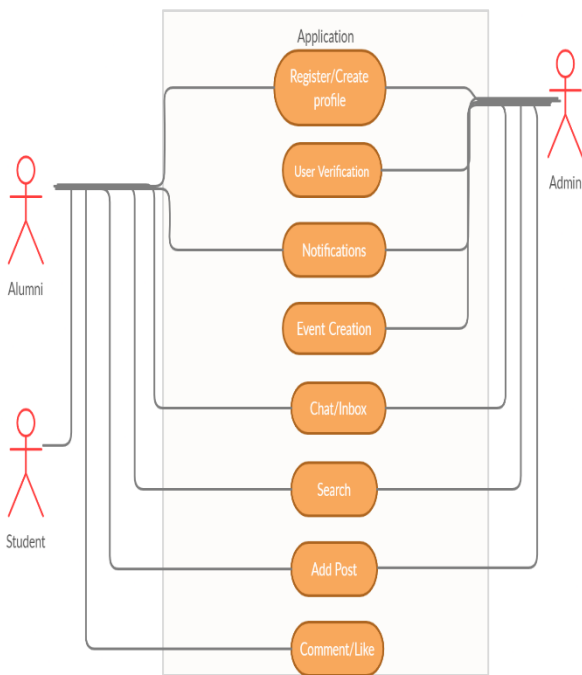 Application
Register/Create
profile
User Verification
Admin
Notifications
Alumni
Event Creation
Chat/Inbox
Search
Student
Add Post
Comment/Like